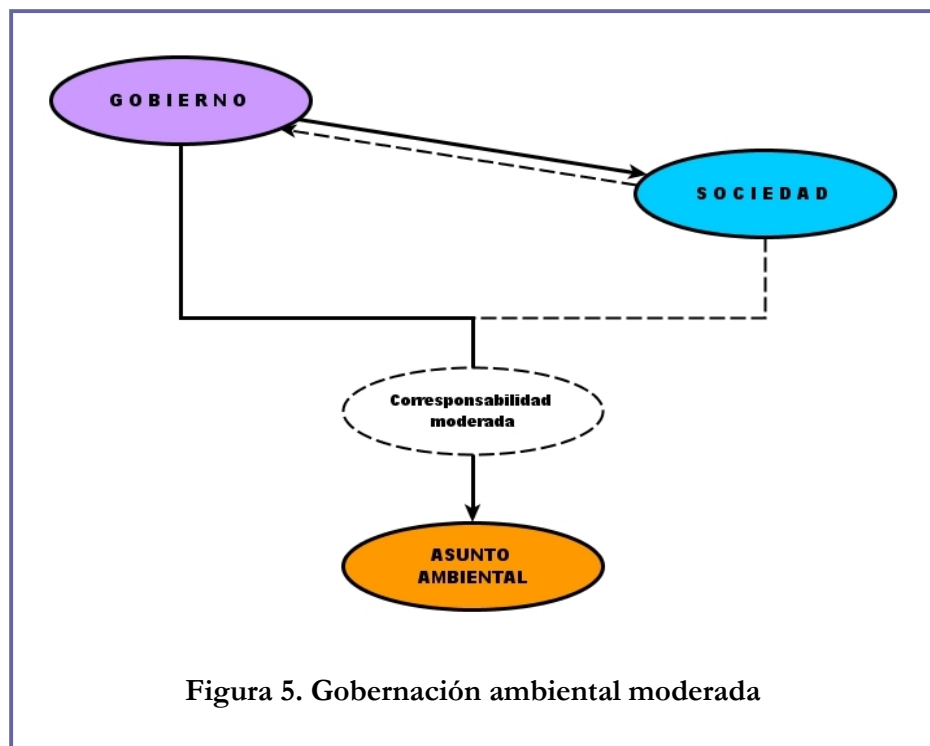 GOBIERNO
SOCIEDAD
Corresponsabilidad
moderada
ASUNTO
AMBIENTAL
Figura 5. Gobernación ambiental moderada